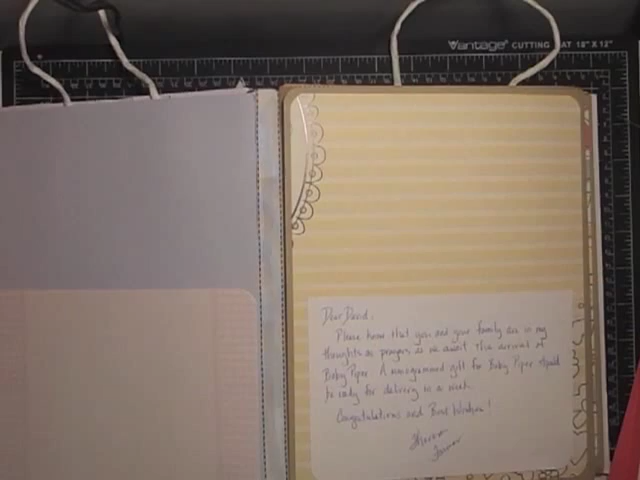 Vantage CUTTING MAT 18" X 12"
Dear David,
Please know that you and your family are in my
thoughts as prayers as we await the arrival of
Baby Piper. A monogrammed gift for Baby Piper should
be ready for delivery in a week.
Congratulations and Best Wishes!